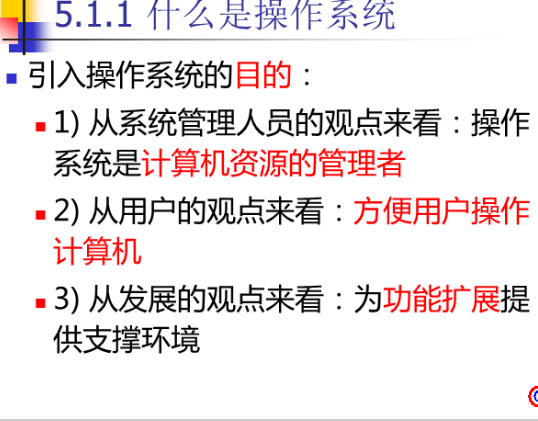 5.1.1 什么是操作系统
引入操作系统的目的：
1) 从系统管理人员的观点来看：操作
系统是计算机资源的管理者
2) 从用户的观点来看：方便用户操作
计算机
3) 从发展的观点来看：为功能扩展提
供支撑环境